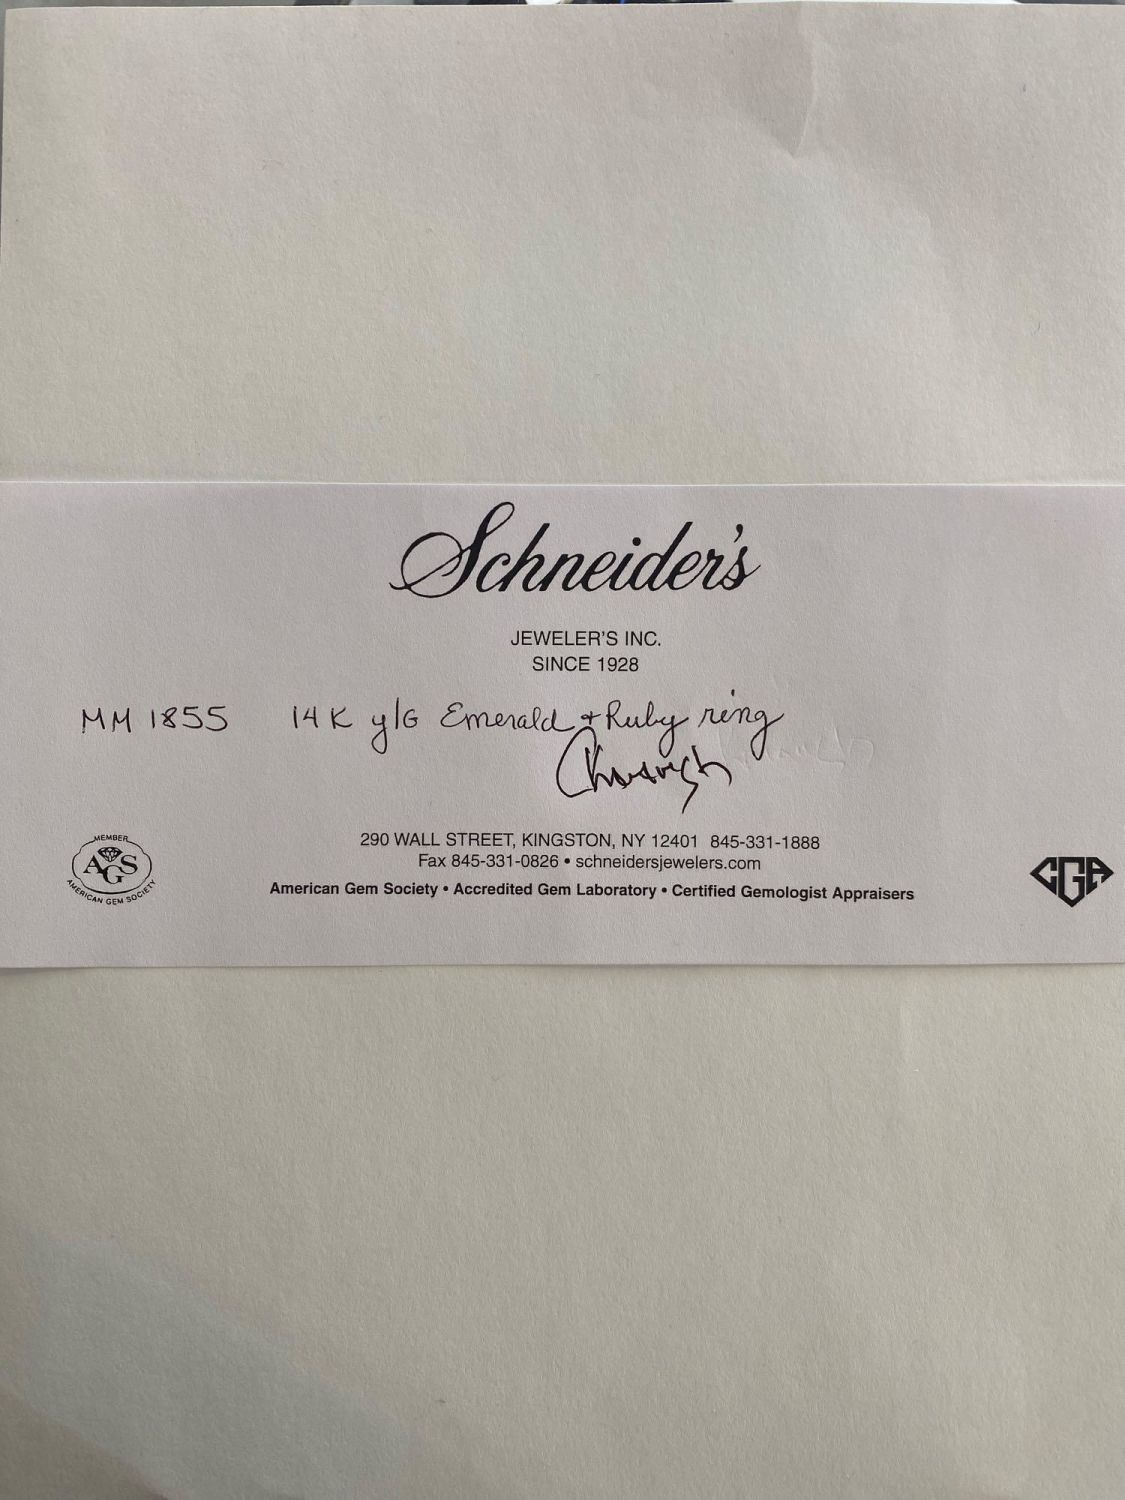 Schneider's
JEWELER'S INC.
SINCE 1928
MM 1855 14K y/G Emerald + Ruby ring
290 WALL STREET, KINGSTON, NY 12401 845-331-1888
Fax 845-331-0826 • schneidersjewelers.com
American Gem Society • Accredited Gem Laboratory • Certified Gemologist Appraisers
MEMBER
AGS
AMERICAN GEM SOCIETY
CGA